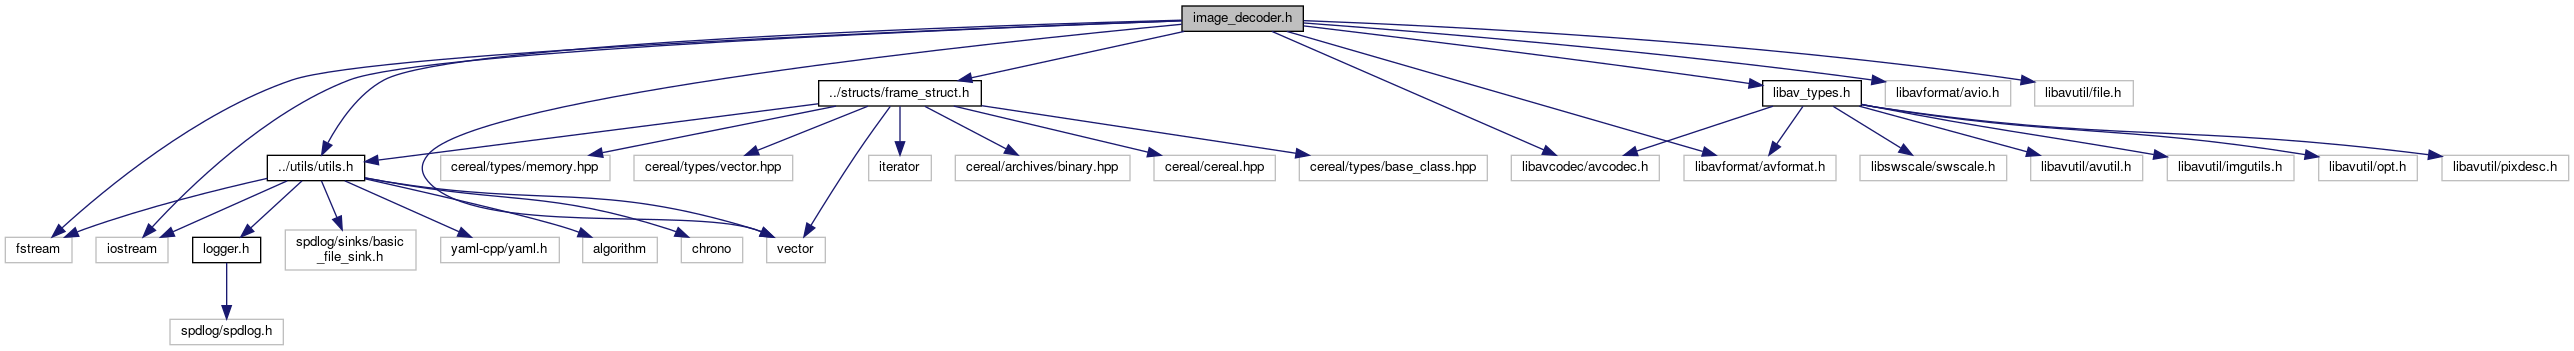 image_decoder.h
../structs/frame_struct.h
libav_types.h
libavformat/avio.h
libavutil/file.h
../utils/utils.h
cereal/types/memory.hpp
cereal/types/vector.hpp
iterator
cereal/archives/binary.hpp
cereal/cereal.hpp
cereal/types/base_class.hpp
libavcodec/avcodec.h
libavformat/avformat.h
libswscale/swscale.h
libavutil/avutil.h
libavutil/imgutils.h
libavutil/opt.h
libavutil/pixdesc.h
fstream
iostream
logger.h
spdlog/sinks/basic
_file_sink.h
yaml-cpp/yaml.h
algorithm
chrono
vector
spdlog/spdlog.h